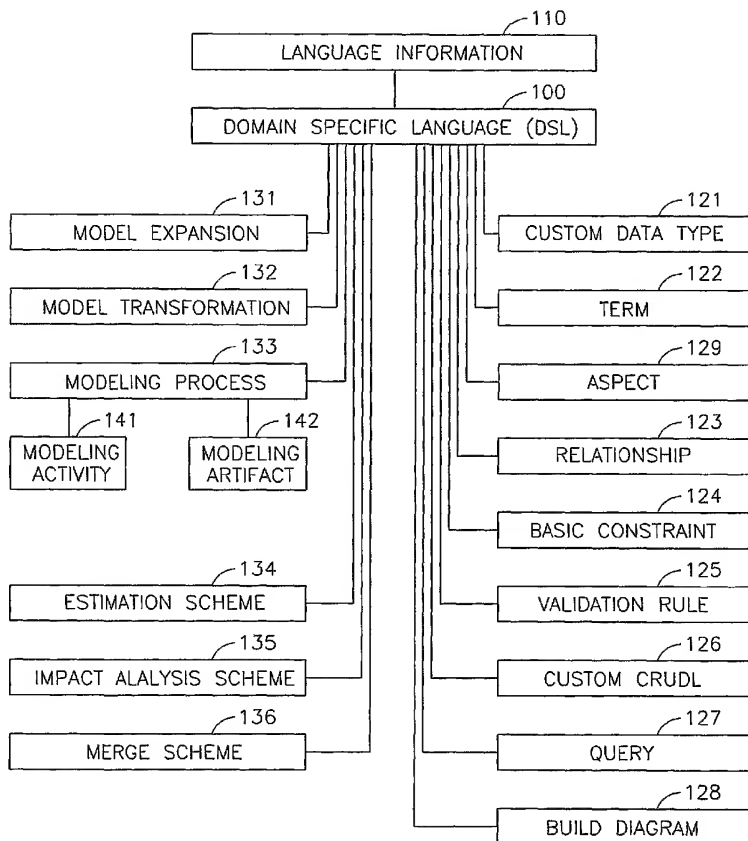 110
LANGUAGE INFORMATION
100
DOMAIN SPECIFIC LANGUAGE (DSL)
131
MODEL EXPANSION
132
MODEL TRANSFORMATION
133
MODELING PROCESS
141
MODELING
ACTIVITY
142
MODELING
ARTIFACT
134
ESTIMATION SCHEME
135
IMPACT ALALYSIS SCHEME
136
MERGE SCHEME
121
CUSTOM DATA TYPE
122
TERM
129
ASPECT
123
RELATIONSHIP
124
BASIC CONSTRAINT
125
VALIDATION RULE
126
CUSTOM CRUDL
127
QUERY
128
BUILD DIAGRAM